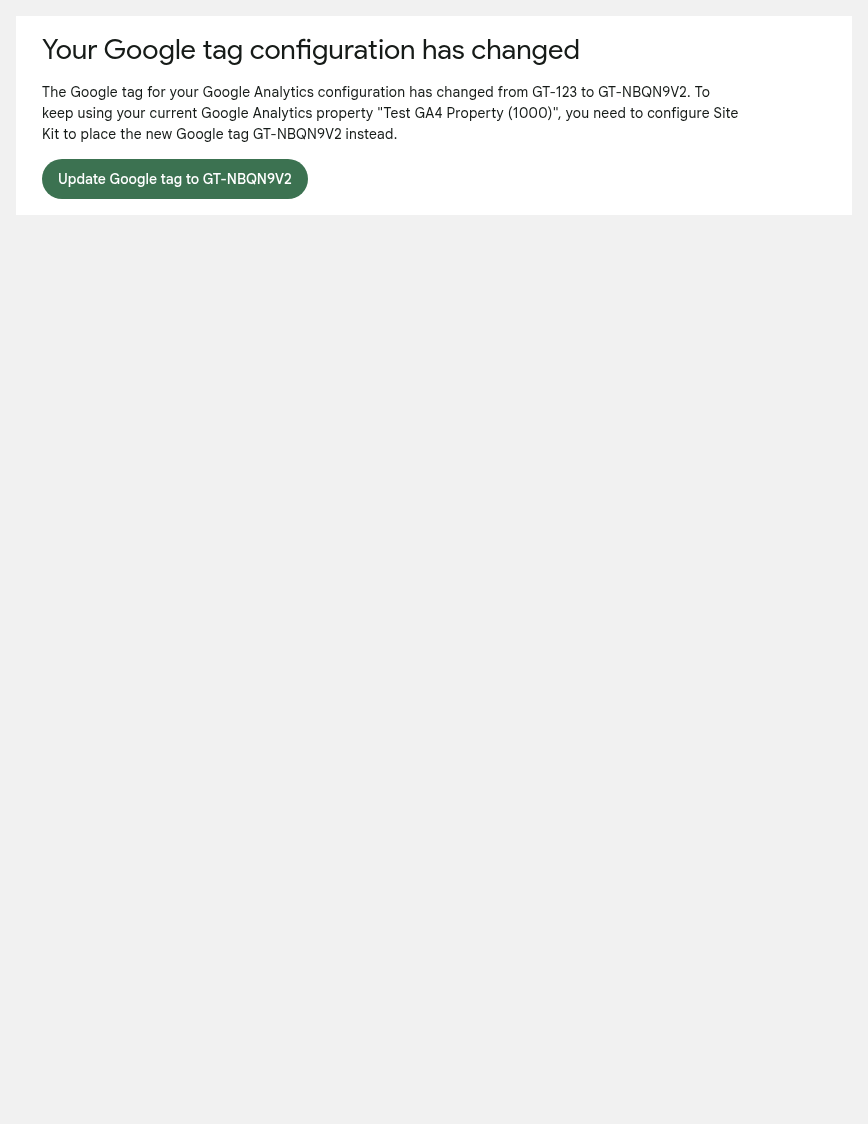 Your Google tag configuration has changed
The Google tag for your Google Analytics configuration has changed from GT-123 to GT-NBQN9V2. To
keep using your current Google Analytics property "Test GA4 Property (1000)", you need to configure Site
Kit to place the new Google tag GT-NBQN9V2 instead.
Update Google tag to GT-NBQN9V2